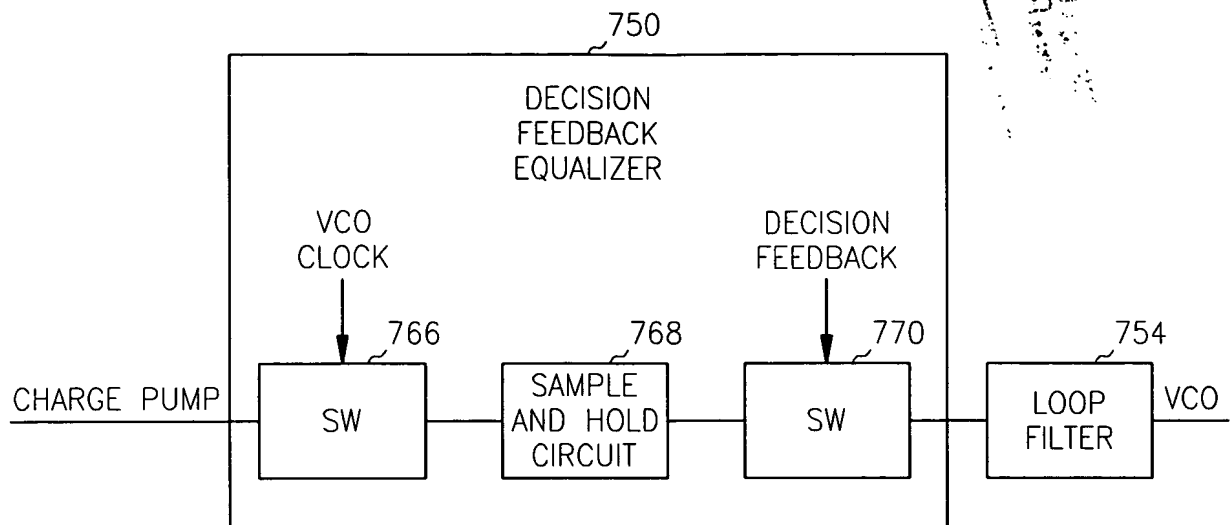 750
DECISION
FEEDBACK
EQUALIZER
VCO
CLOCK
DECISION
FEEDBACK
766
768
770
754
CHARGE PUMP
SW
SAMPLE
AND HOLD
CIRCUIT
SW
LOOP
FILTER
VCO